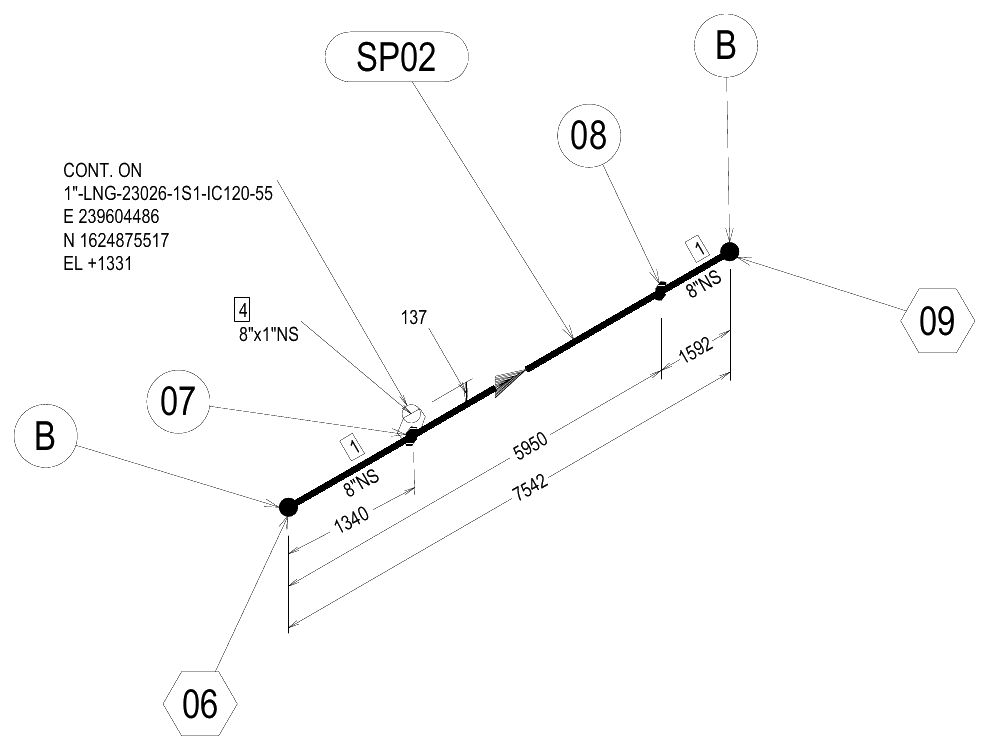 SP02
B
08
CONT. ON
1"-LNG-23026-1S1-IC120-55
E 239604486
N 1624875517
EL +1331
1
8"NS
4
8"x1"NS
137
09
1592
07
B
1
8"NS
5950
7542
1340
06